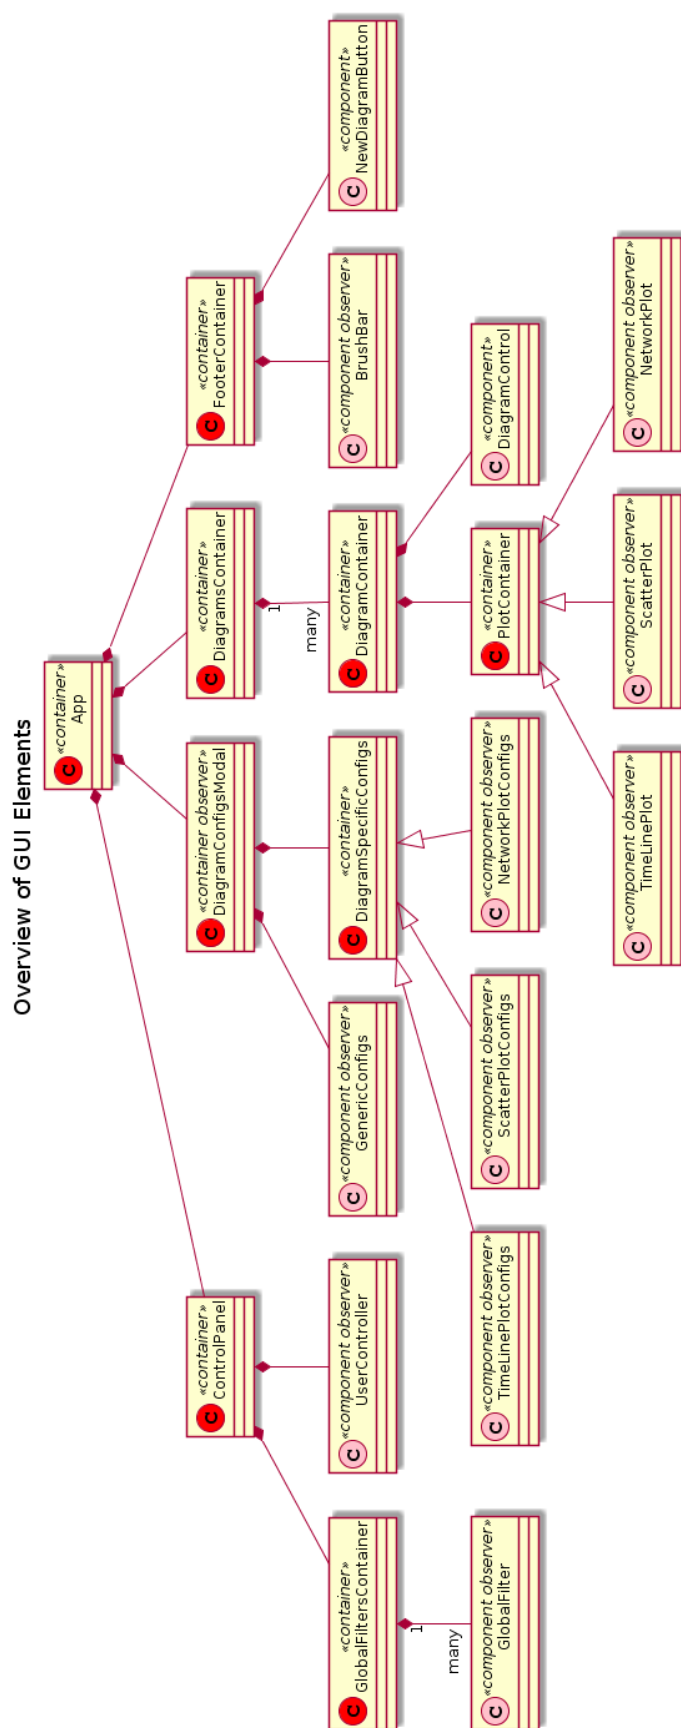 Overview of GUI Elements
C
«container»
App
C
«container»
ControlPanel
C
«container observer»
DiagramConfigsModal
C
«container»
DiagramsContainer
C
«container»
FooterContainer
1
many
C
«container»
GlobalFiltersContainer
C
«component observer»
UserController
C
«component observer»
GenericConfigs
C
«container»
DiagramSpecificConfigs
C
«container»
DiagramContainer
C
«component observer»
BrushBar
C
«component»
NewDiagramButton
1
many
C
«component observer»
GlobalFilter
C
«component observer»
TimeLinePlotConfigs
C
«component observer»
ScatterPlotConfigs
C
«component observer»
NetworkPlotConfigs
C
«container»
PlotContainer
C
«component»
DiagramControl
C
«component observer»
TimeLinePlot
C
«component observer»
ScatterPlot
C
«component observer»
NetworkPlot